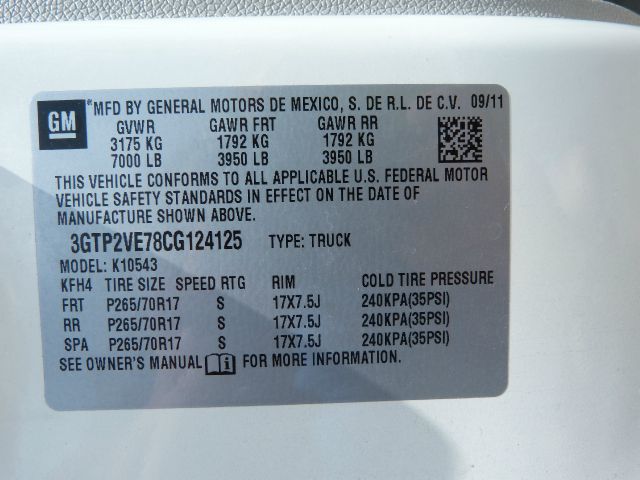 GM
*MFD BY GENERAL MOTORS DE MEXICO, S. DE R.L. DE C.V. 09/11
GVWR GAWR FRT GAWR RR
3175 KG 1792 KG 1792 KG
7000 LB 3950 LB 3950 LB
THIS VEHICLE CONFORMS TO ALL APPLICABLE U.S. FEDERAL MOTOR
VEHICLE SAFETY STANDARDS IN EFFECT ON THE DATE OF
MANUFACTURE SHOWN ABOVE.
3GTP2VE78CG124125 TYPE: TRUCK
MODEL: K10543
KFH4 TIRE SIZE SPEED RTG RIM COLD TIRE PRESSURE
FRT P265/70R17 S 17X7.5J 240KPA(35PSI)
RR P265/70R17 S 17X7.5J 240KPA(35PSI)
SPA P265/70R17 S 17X7.5J 240KPA(35PSI)
SEE OWNER'S MANUAL i FOR MORE INFORMATION.